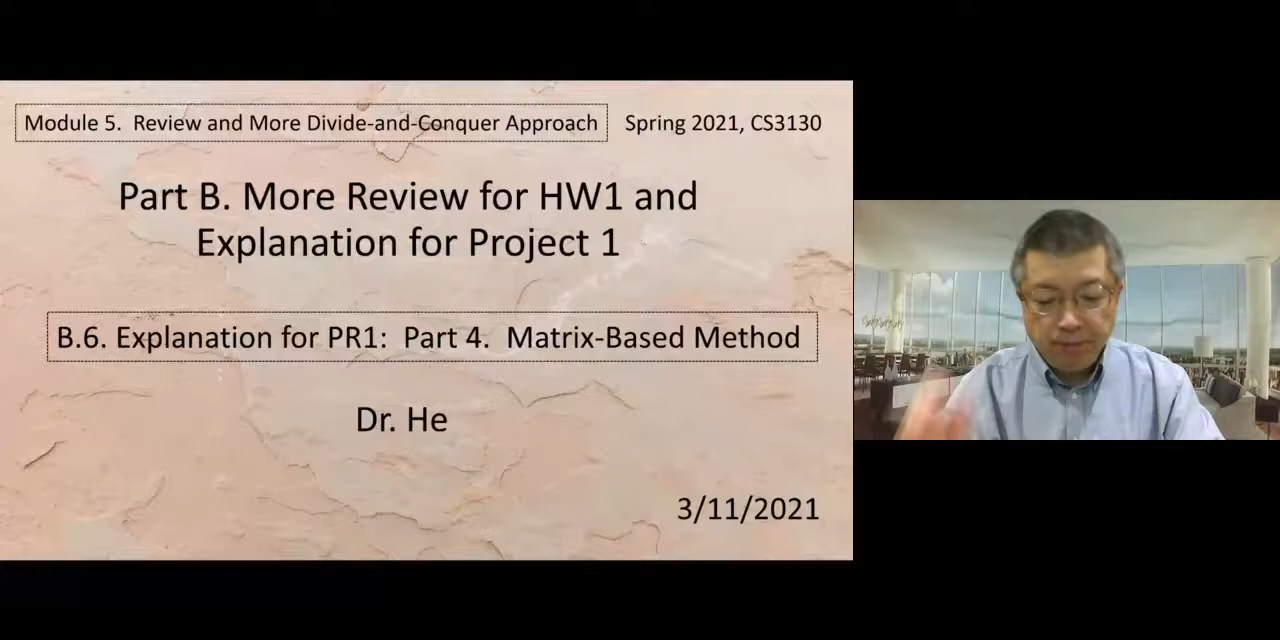 Module 5. Review and More Divide-and-Conquer Approach
Spring 2021, CS3130
Part B. More Review for HW1 and
Explanation for Project 1
B.6. Explanation for PR1: Part 4. Matrix-Based Method
Dr. He
3/11/2021